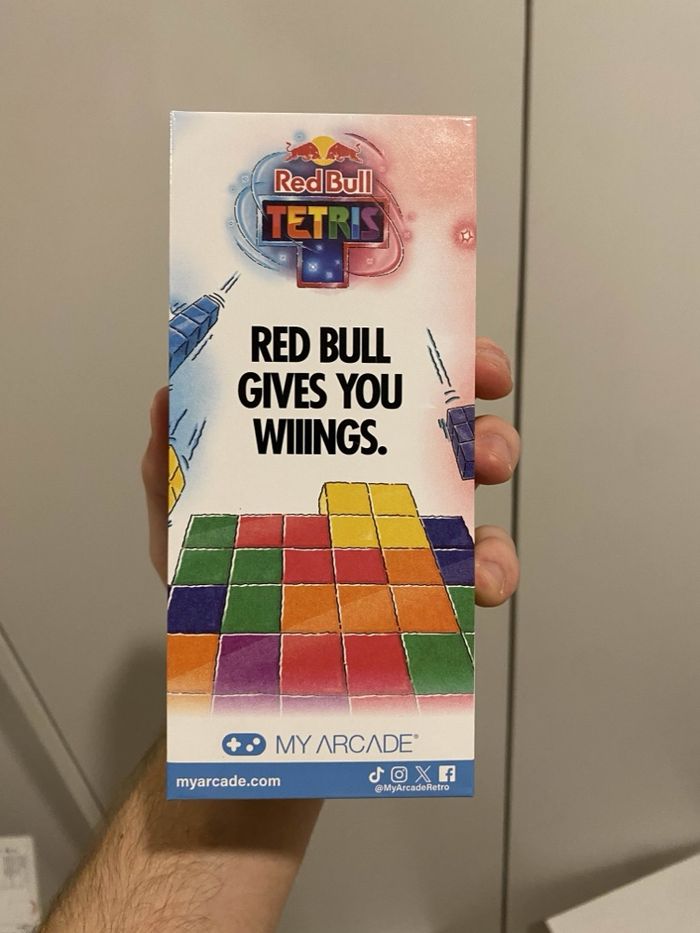 Red Bull
TETRIS
RED BULL
GIVES YOU
WIIINGS.
MY ARCADE®
myarcade.com
@MyArcadeRetro